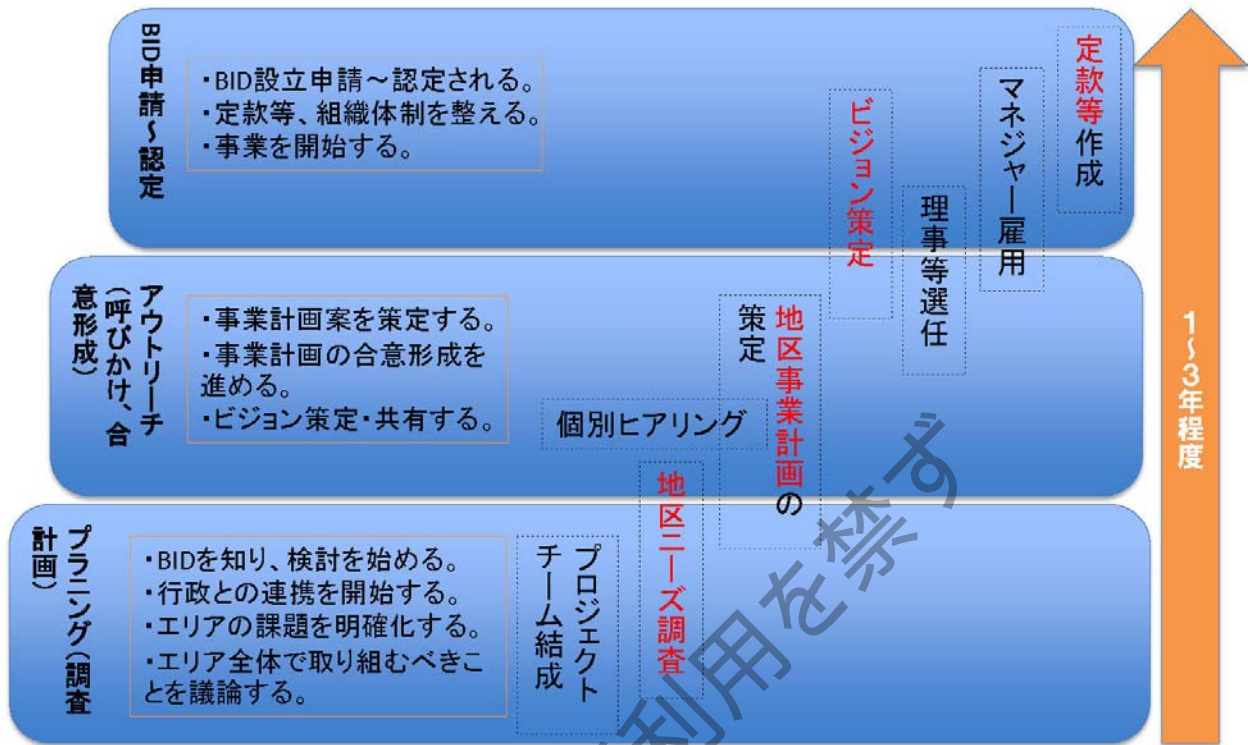 BID申請～認定
・BID設立申請～認定される。
・定款等、組織体制を整える。
・事業を開始する。
ビジョン策定
理事等選任
マネジャー雇用
定款等作成
アウトリーチ
（呼びかけ、合
意形成）
・事業計画案を策定する。
・事業計画の合意形成を
進める。
・ビジョン策定・共有する。
個別ヒアリング
地区事業計画の
策定
プラニング（調査
計画）
・BIDを知り、検討を始める。
・行政との連携を開始する。
・エリアの課題を明確化する。
・エリア全体で取り組むべきこ
とを議論する。
プロジェクト
チーム結成
地区ニーズ調査
1～3年程度
利用を禁ず